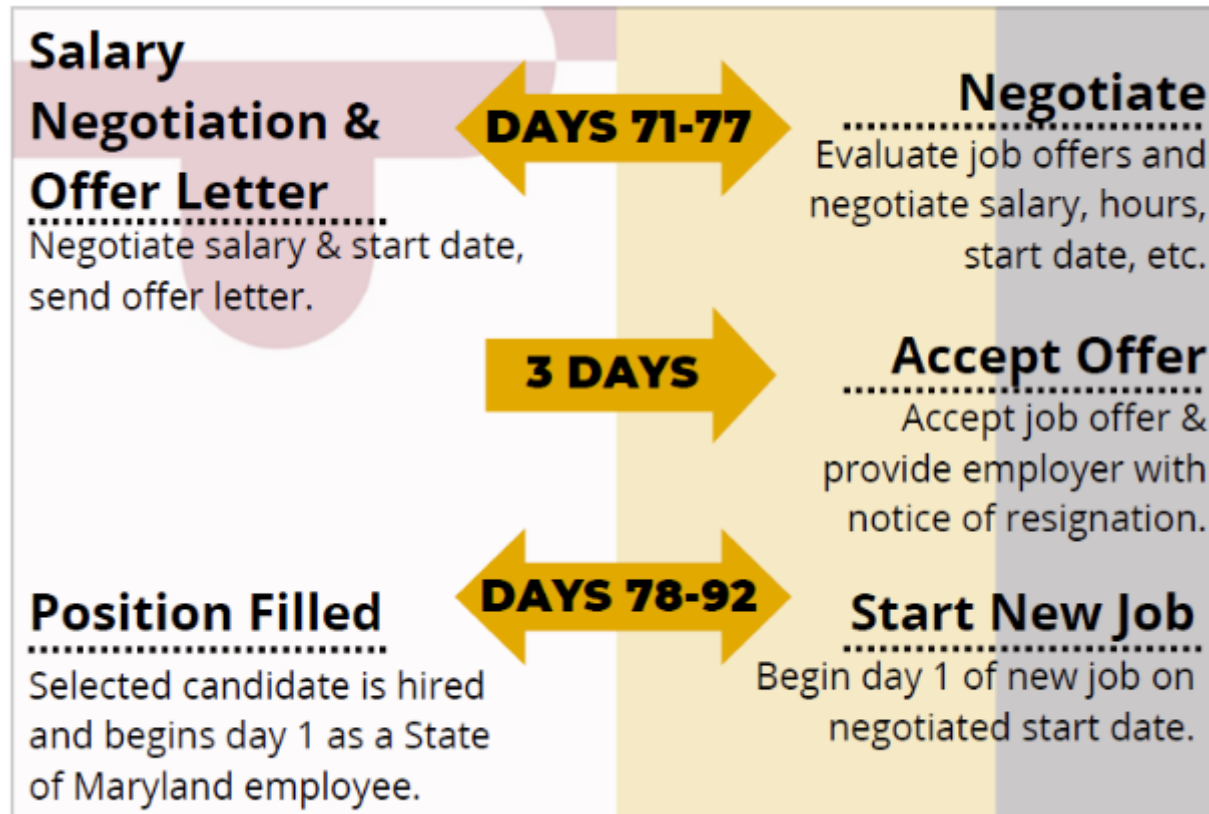 Salary
Negotiation &
Offer Letter
Negotiate salary & start date,
send offer letter.
DAYS 71-77
Negotiate
Evaluate job offers and
negotiate salary, hours,
start date, etc.
3 DAYS
Accept Offer
Accept job offer &
provide employer with
notice of resignation.
Position Filled
Selected candidate is hired
and begins day 1 as a State
of Maryland employee.
DAYS 78-92
Start New Job
Begin day 1 of new job on
negotiated start date.